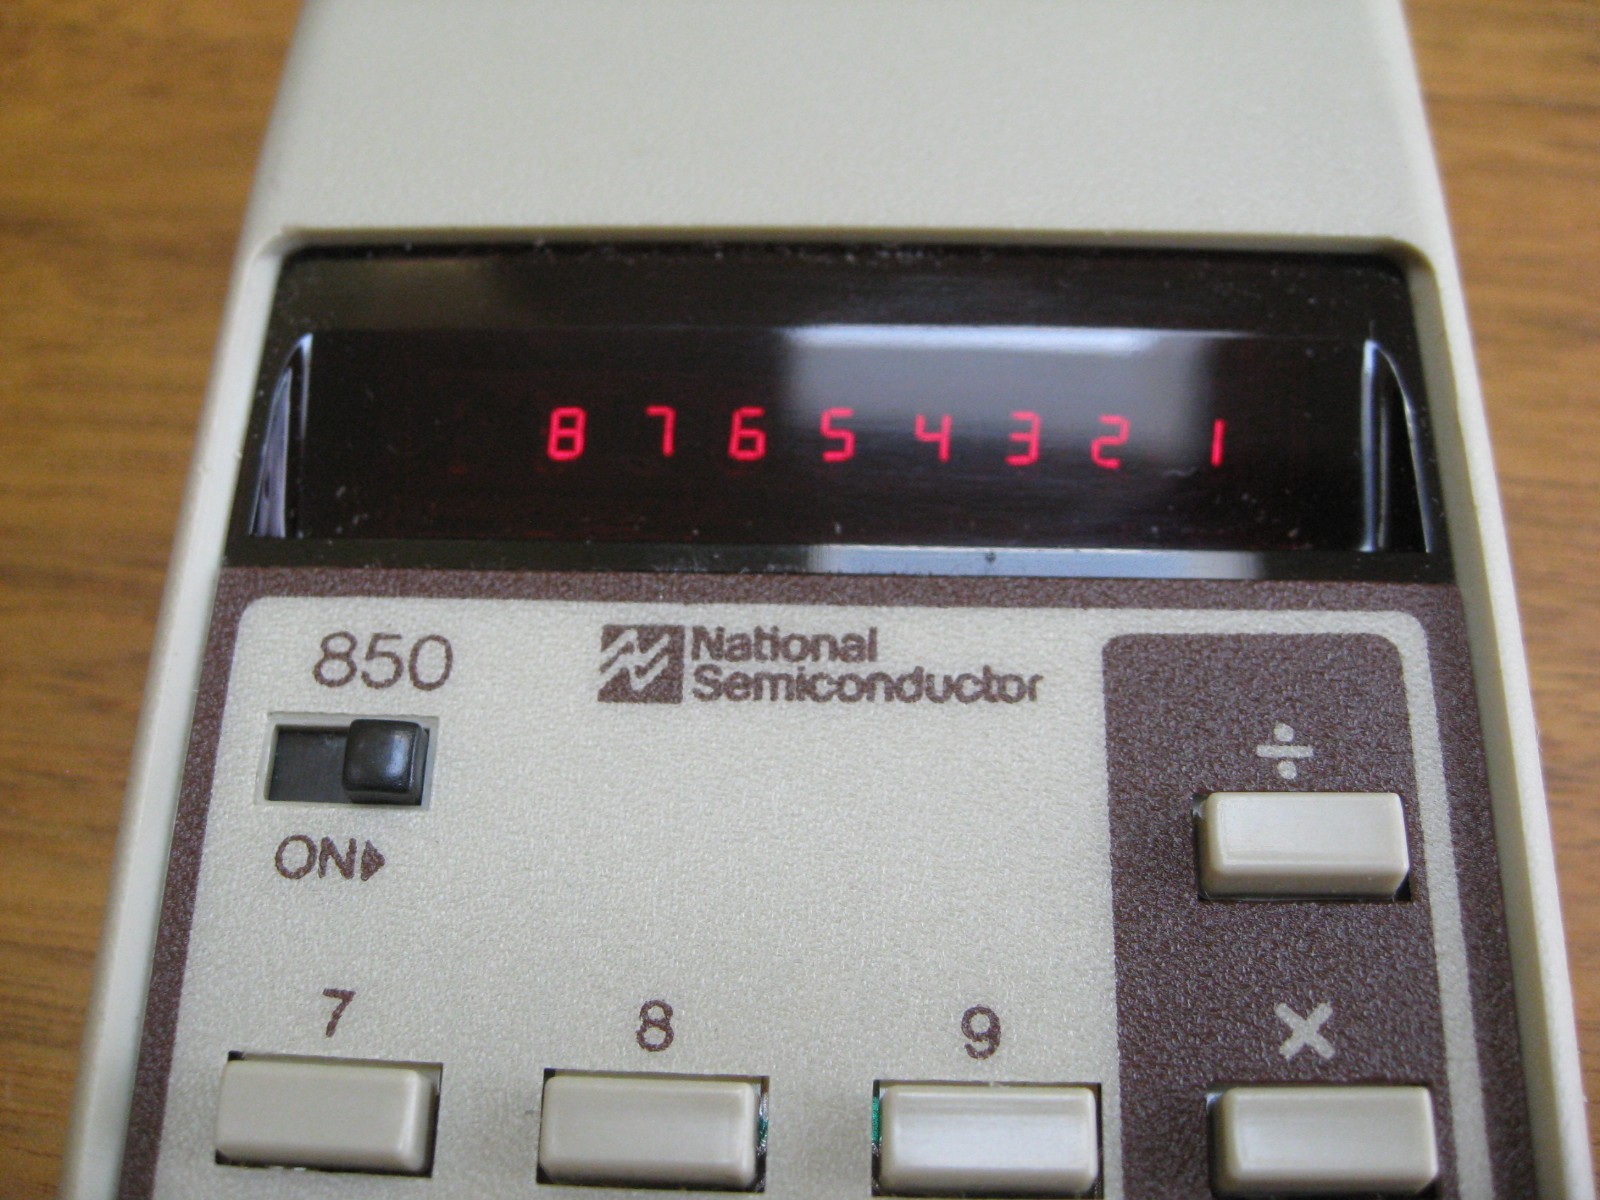 87654321
850
National
Semiconductor
ON
÷
7 8 9 ×